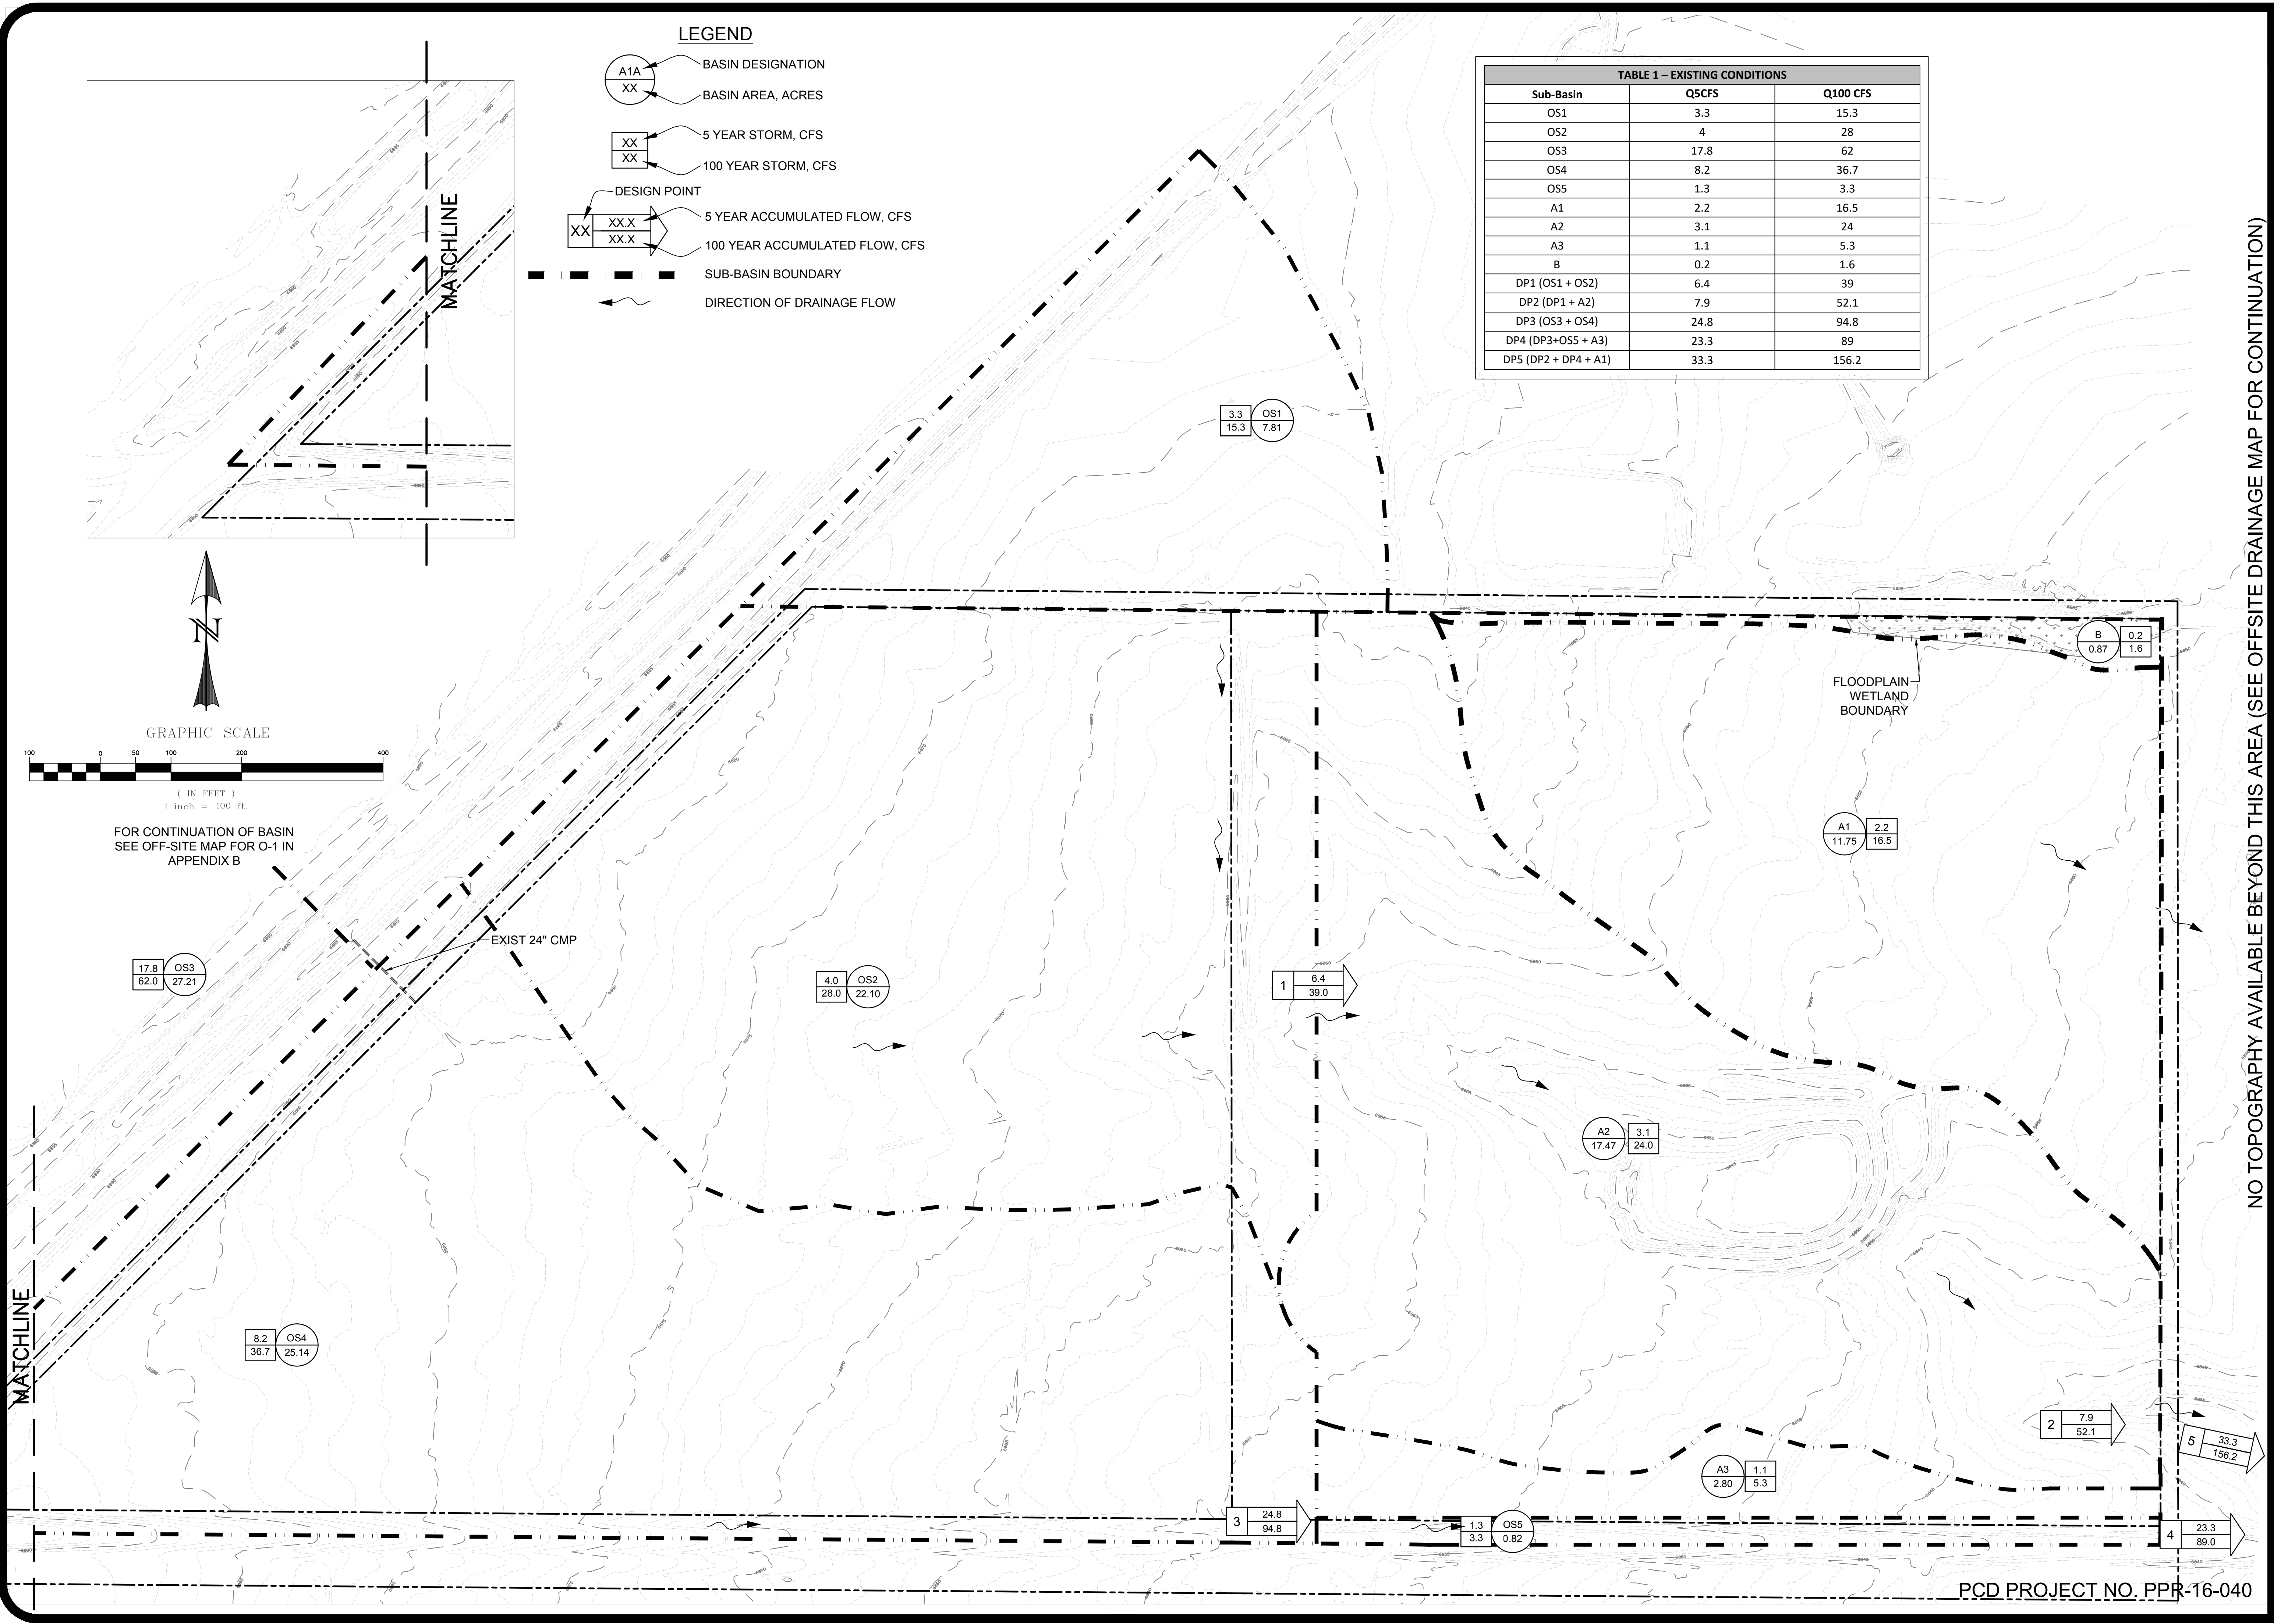 LEGEND
A1A
XX
BASIN DESIGNATION
BASIN AREA, ACRES
XX
XX
5 YEAR STORM, CFS
100 YEAR STORM, CFS
DESIGN POINT
XX
XX.X
XX.X
5 YEAR ACCUMULATED FLOW, CFS
100 YEAR ACCUMULATED FLOW, CFS
SUB-BASIN BOUNDARY
DIRECTION OF DRAINAGE FLOW
MATCHLINE
TABLE 1 – EXISTING CONDITIONS
Sub-Basin Q5CFS Q100 CFS
OS1 3.3 15.3
OS2 4 28
OS3 17.8 62
OS4 8.2 36.7
OS5 1.3 3.3
A1 2.2 16.5
A2 3.1 24
A3 1.1 5.3
B 0.2 1.6
DP1 (OS1 + OS2) 6.4 39
DP2 (DP1 + A2) 7.9 52.1
DP3 (OS3 + OS4) 24.8 94.8
DP4 (DP3+OS5 + A3) 23.3 89
DP5 (DP2 + DP4 + A1) 33.3 156.2
NO TOPOGRAPHY AVAILABLE BEYOND THIS AREA (SEE OFFSITE DRAINAGE MAP FOR CONTINUATION)
3.3 OS1
15.3 7.81
N
GRAPHIC SCALE
100 0 50 100 200 400
( IN FEET )
1 inch = 100 ft.
FOR CONTINUATION OF BASIN
SEE OFF-SITE MAP FOR O-1 IN
APPENDIX B
B 0.2
0.87 1.6
FLOODPLAIN
WETLAND
BOUNDARY
A1 2.2
11.75 16.5
EXIST 24" CMP
17.8 OS3
62.0 27.21
4.0 OS2
28.0 22.10
1 6.4
39.0
A2 3.1
17.47 24.0
MATCHLINE
8.2 OS4
36.7 25.14
2 7.9
52.1
5 33.3
156.2
A3 1.1
2.80 5.3
3 24.8
94.8
1.3 OS5
3.3 0.82
4 23.3
89.0
PCD PROJECT NO. PPR-16-040